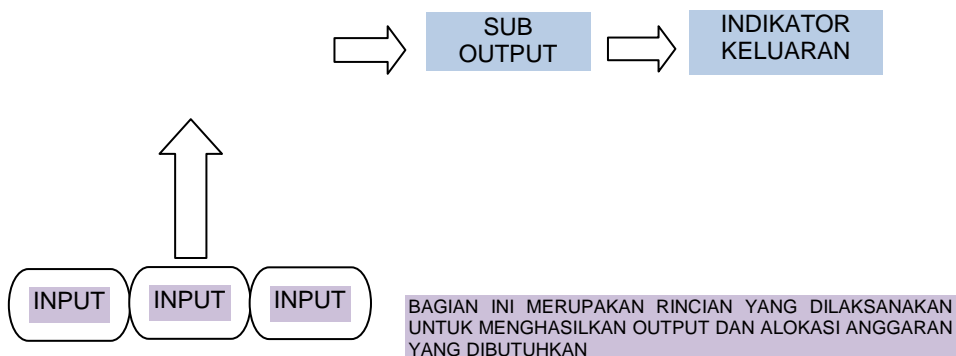 SUB
OUTPUT
INDIKATOR
KELUARAN
INPUT
INPUT
INPUT
BAGIAN INI MERUPAKAN RINCIAN YANG DILAKSANAKAN
UNTUK MENGHASILKAN OUTPUT DAN ALOKASI ANGGARAN
YANG DIBUTUHKAN